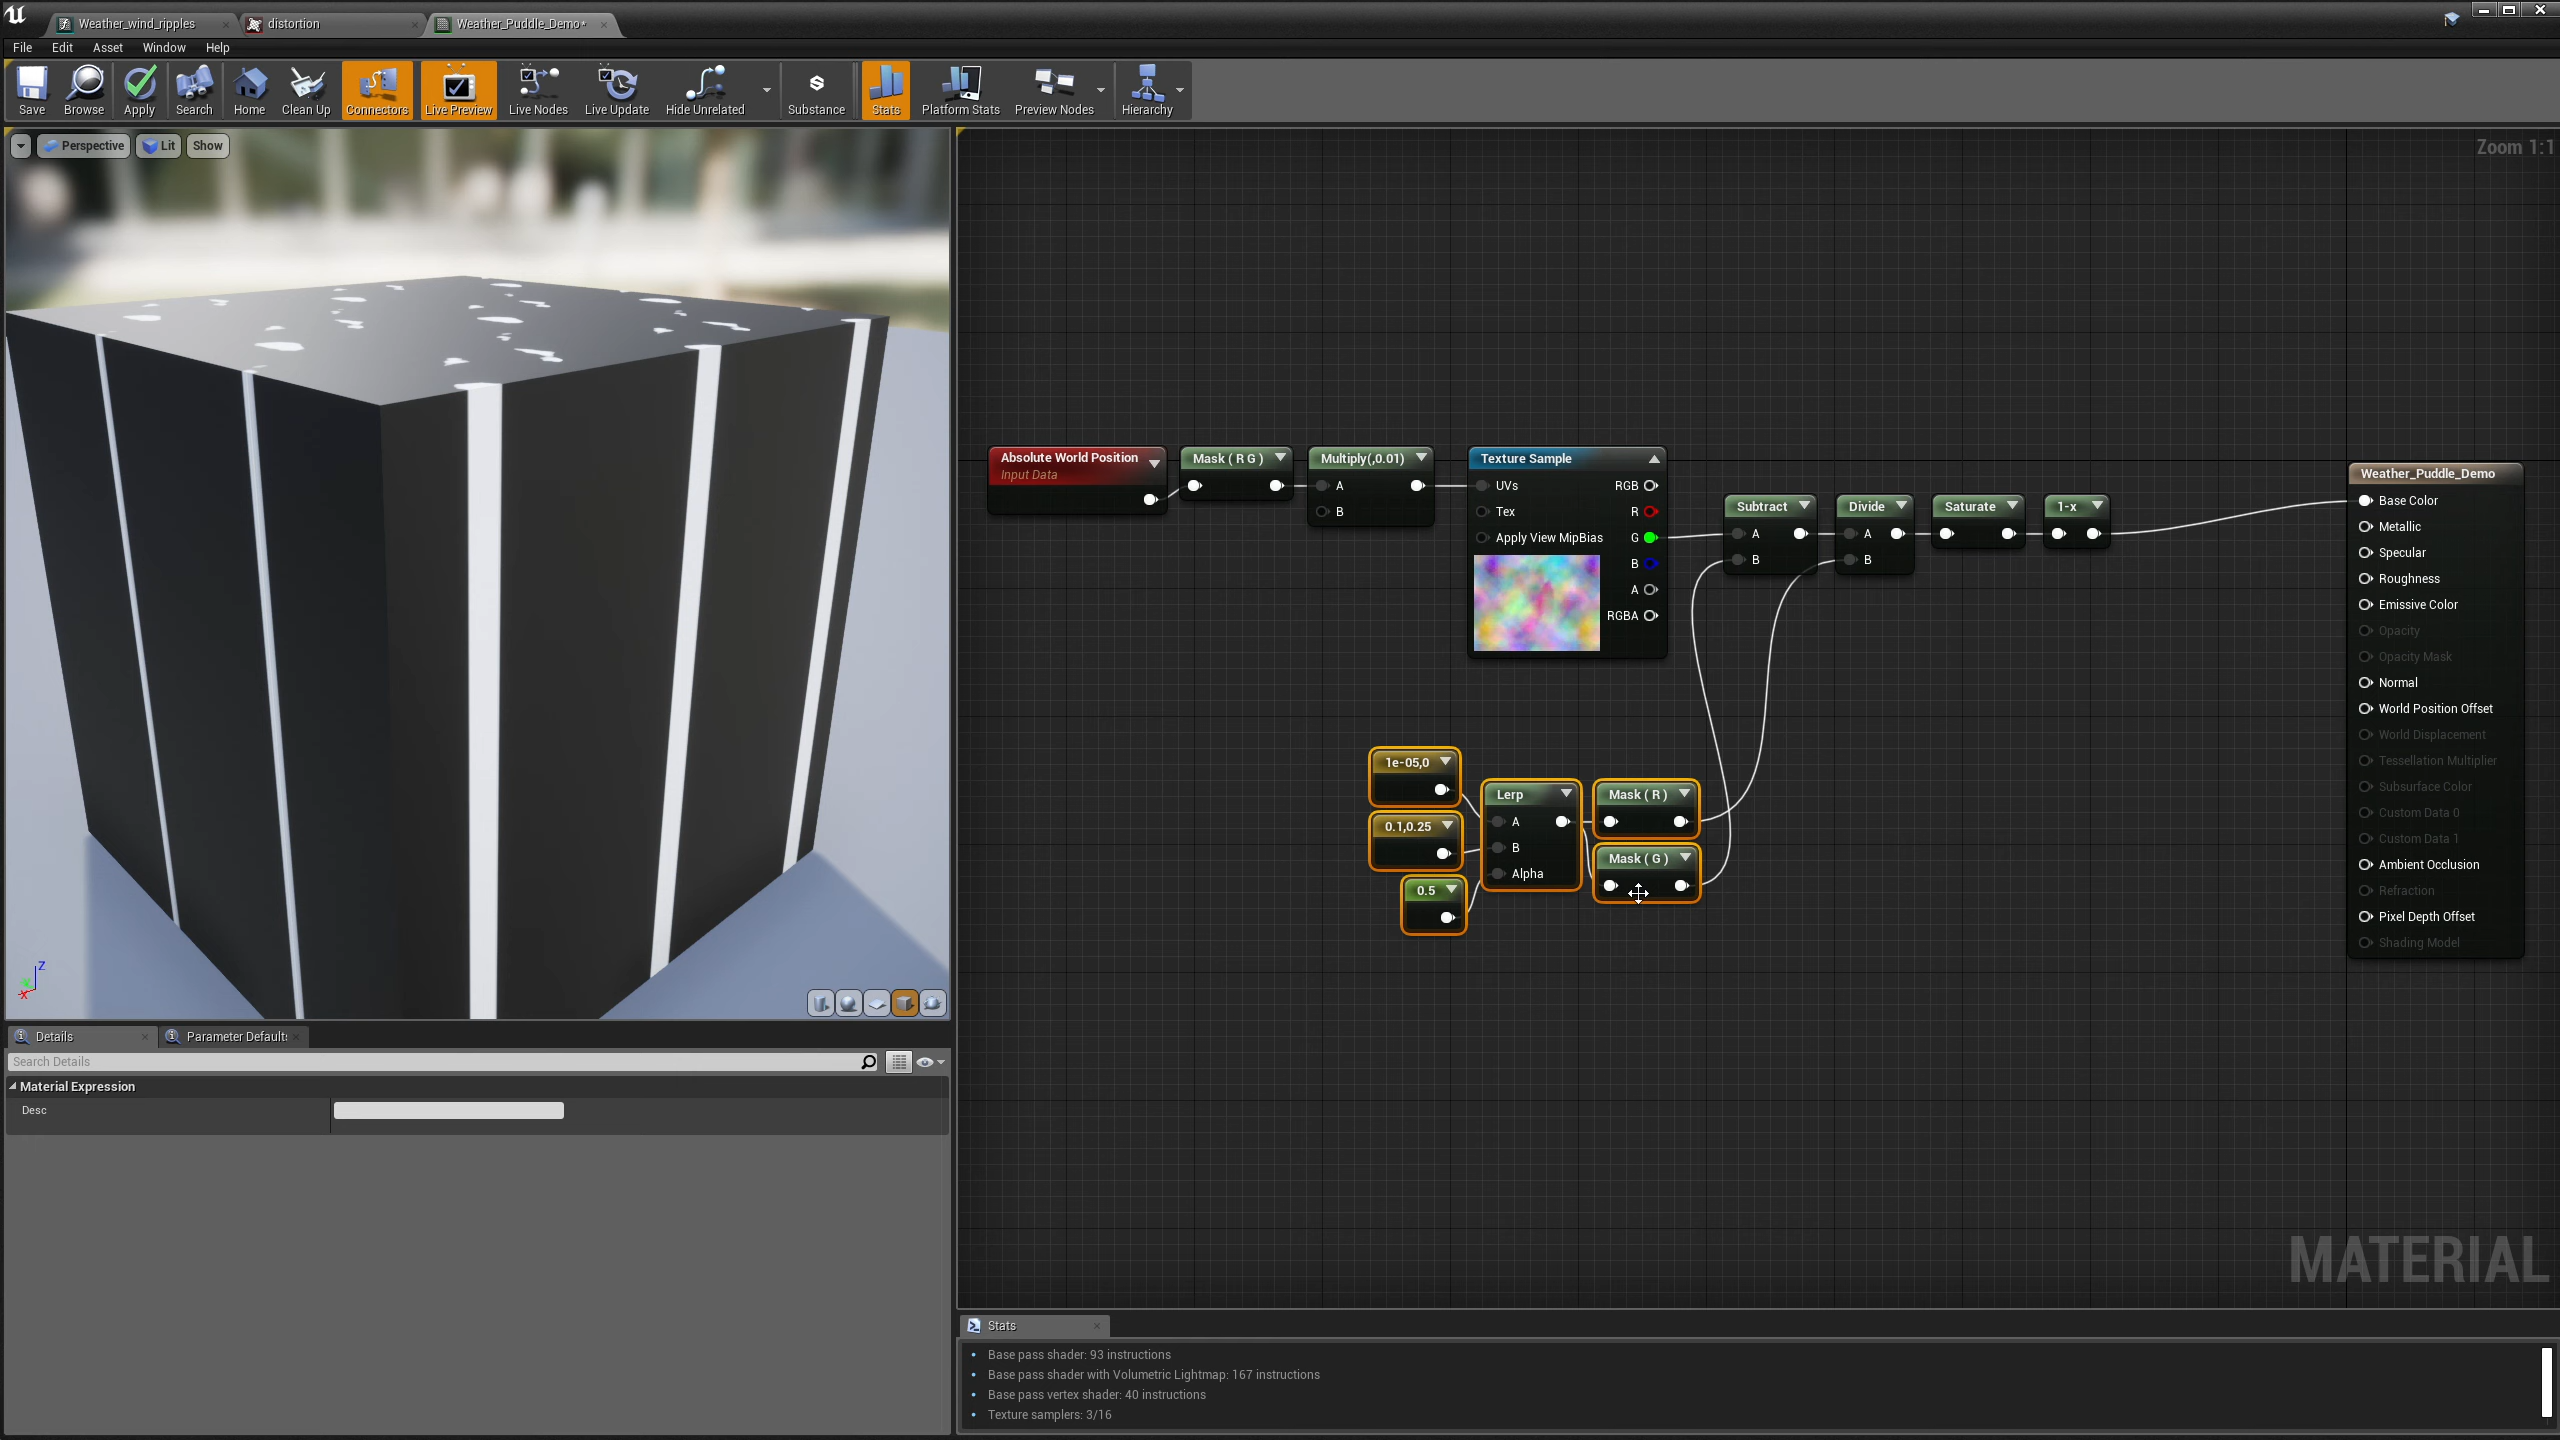 Weather_wind_ripples
distortion
Weather_Puddle_Demo*
File Edit Asset Window Help
Save Browse Apply Search Home Clean Up Connectors Live Preview Live Nodes Live Update Hide Unrelated Substance Stats Platform Stats Preview Nodes Hierarchy
Perspective Lit Show
Zoom 1:1
Absolute World Position
Input Data
Mask ( R G )
Multiply(,0.01)
A
B
Texture Sample
UVs RGB
Tex R
Apply View MipBias G
B
A
RGBA
Subtract
A
B
Divide
A
B
Saturate
1-x
Weather_Puddle_Demo
Base Color
Metallic
Specular
Roughness
Emissive Color
Opacity
Opacity Mask
Normal
World Position Offset
World Displacement
Tessellation Multiplier
Subsurface Color
Custom Data 0
Custom Data 1
Ambient Occlusion
Refraction
Pixel Depth Offset
Shading Model
1e-05,0
0.1,0.25
0.5
Lerp
A
B
Alpha
Mask ( R )
Mask ( G )
Z
X
Details
Parameter Default
Search Details
Material Expression
Desc
MATERIAL
Stats
Base pass shader: 93 instructions
Base pass shader with Volumetric Lightmap: 167 instructions
Base pass vertex shader: 40 instructions
Texture samplers: 3/16